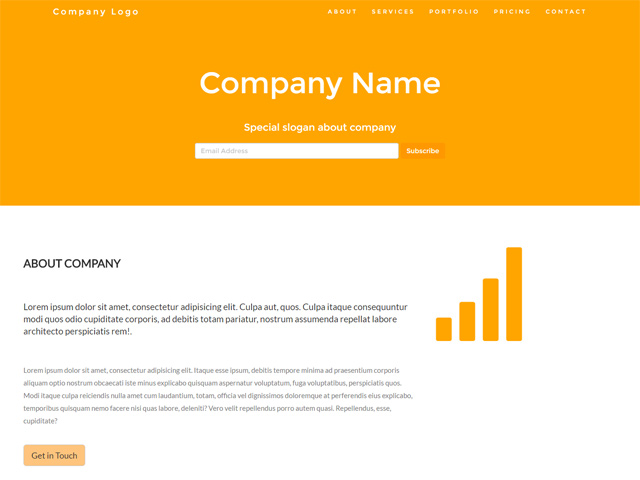 Company Logo
ABOUT SERVICES PORTFOLIO PRICING CONTACT
Company Name
Special slogan about company
Email Address
Subscribe
ABOUT COMPANY
Lorem ipsum dolor sit amet, consectetur adipisicing elit. Culpa aut, quos. Culpa itaque consequuntur
modi quos odio cupiditate corporis, ad debitis totam pariatur, nostrum assumenda repellat labore
architecto perspiciatis rem!.
Lorem ipsum dolor sit amet, consectetur adipisicing elit. Itaque esse ipsum, debitis tempore minima ad praesentium corporis
aliquam optio nostrum obcaecati iste minus explicabo quisquam aspernatur voluptatum, fuga voluptatibus, perspiciatis quos.
Modi itaque culpa reiciendis nulla cum laudantium, totam, officia vel dignissimos doloremque at perferendis eius explicabo,
temporibus quisquam nemo facere nisi quas labore, deleniti? Vero velit repellendus porro autem quasi. Repellendus, esse,
cupiditate?
Get in Touch